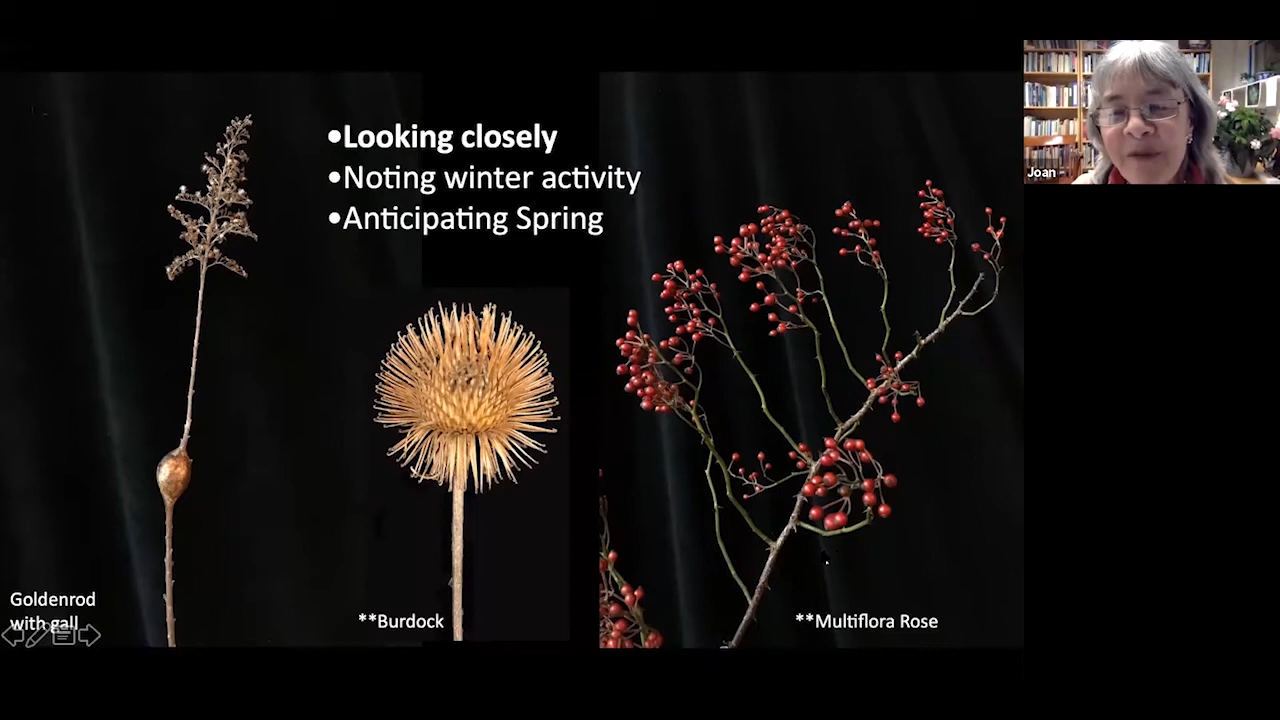 •Looking closely
•Noting winter activity
•Anticipating Spring
Joan
Goldenrod
with gall
**Burdock
**Multiflora Rose